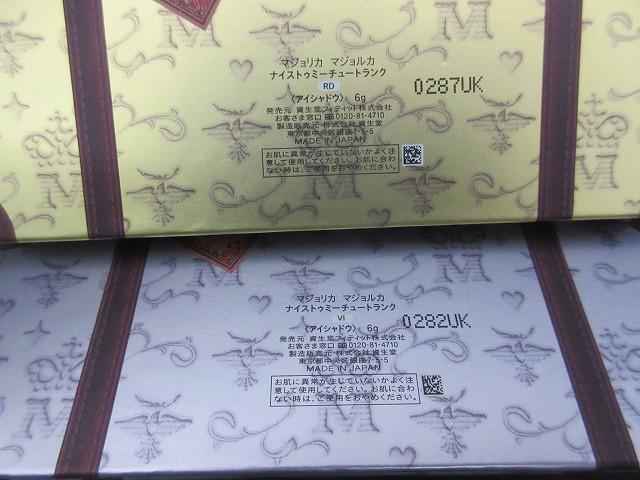 マジョリカ マジョルカ
ナイストゥミーチュートランク
RD
〈アイシャドウ〉 6g
0287UK
発売元 資生堂フィティット株式会社
お客さま窓口 0120-81-4710
製造販売元 株式会社 資生堂
東京都中央区銀座7-5-5
MADE IN JAPAN
お肌に異常が生じていないかよく注
意して使用してください。お肌に合わ
ない時は、ご使用をおやめください。
マジョリカ マジョルカ
ナイストゥミーチュートランク
VI
〈アイシャドウ〉 6g
0282UK
発売元 資生堂フィティット株式会社
お客さま窓口 0120-81-4710
製造販売元 株式会社 資生堂
東京都中央区銀座7-5-5
MADE IN JAPAN
お肌に異常が生じていないかよく注
意して使用してください。お肌に合わ
ない時は、ご使用をおやめください。